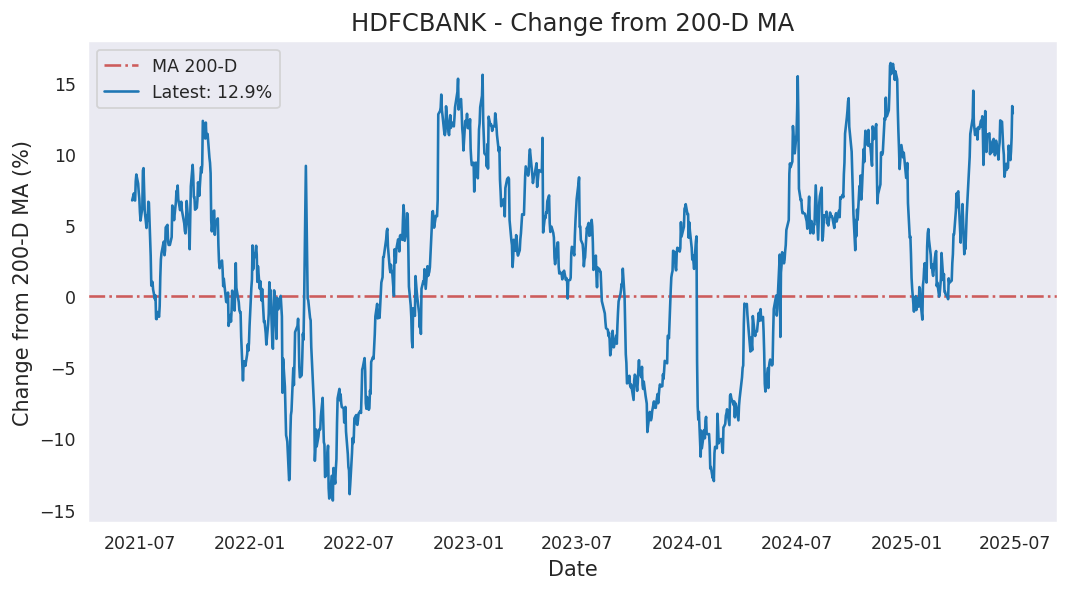 HDFCBANK - Change from 200-D MA
MA 200-D
Latest: 12.9%
Change from 200-D MA (%)
15
10
5
0
−5
−10
−15
2021-07 2022-01 2022-07 2023-01 2023-07 2024-01 2024-07 2025-01 2025-07
Date